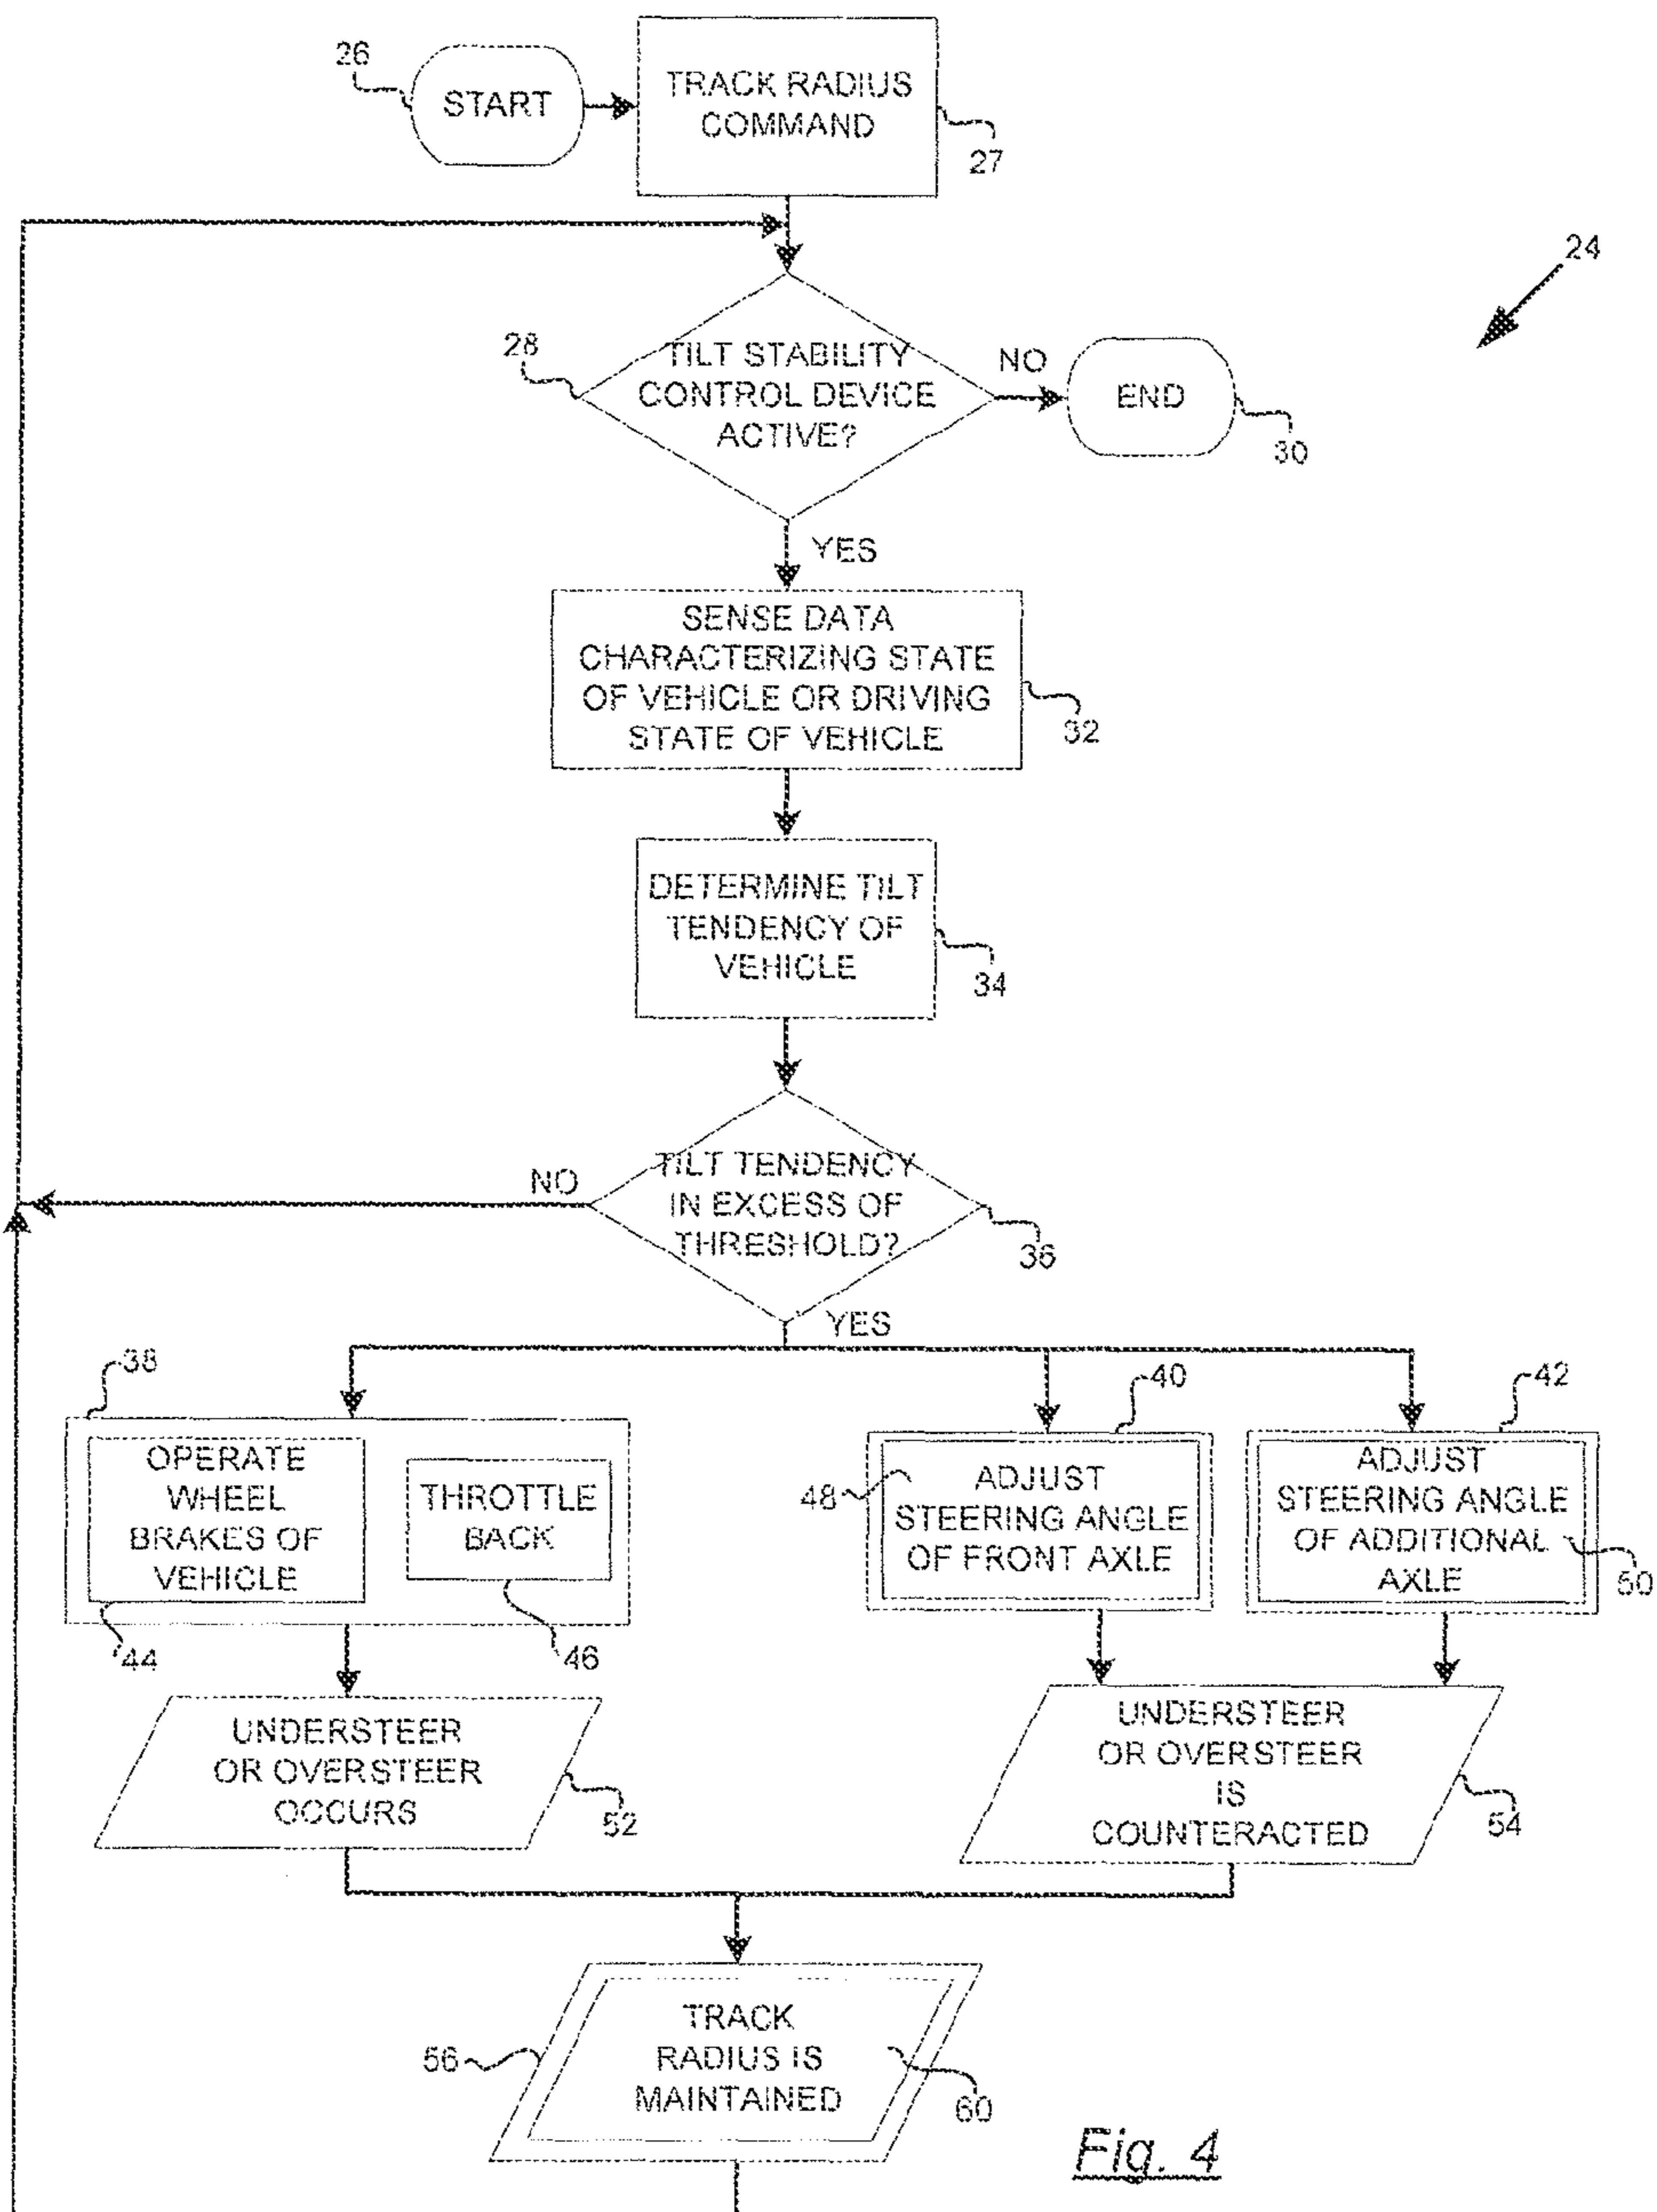 26
START
TRACK RADIUS
COMMAND
27
24
28
TILT STABILITY
CONTROL DEVICE
ACTIVE?
NO
END
30
YES
SENSE DATA
CHARACTERIZING STATE
OF VEHICLE OR DRIVING
STATE OF VEHICLE
32
DETERMINE TILT
TENDENCY OF
VEHICLE
34
NO
TILT TENDENCY
IN EXCESS OF
THRESHOLD?
36
YES
38
40
42
OPERATE
WHEEL
BRAKES OF
VEHICLE
THROTTLE
BACK
48
ADJUST
STEERING ANGLE
OF FRONT AXLE
ADJUST
STEERING ANGLE
OF ADDITIONAL
AXLE
50
44
46
UNDERSTEER
OR OVERSTEER
OCCURS
52
UNDERSTEER
OR OVERSTEER
IS
COUNTERACTED
54
56
TRACK
RADIUS IS
MAINTAINED
60
Fig. 4